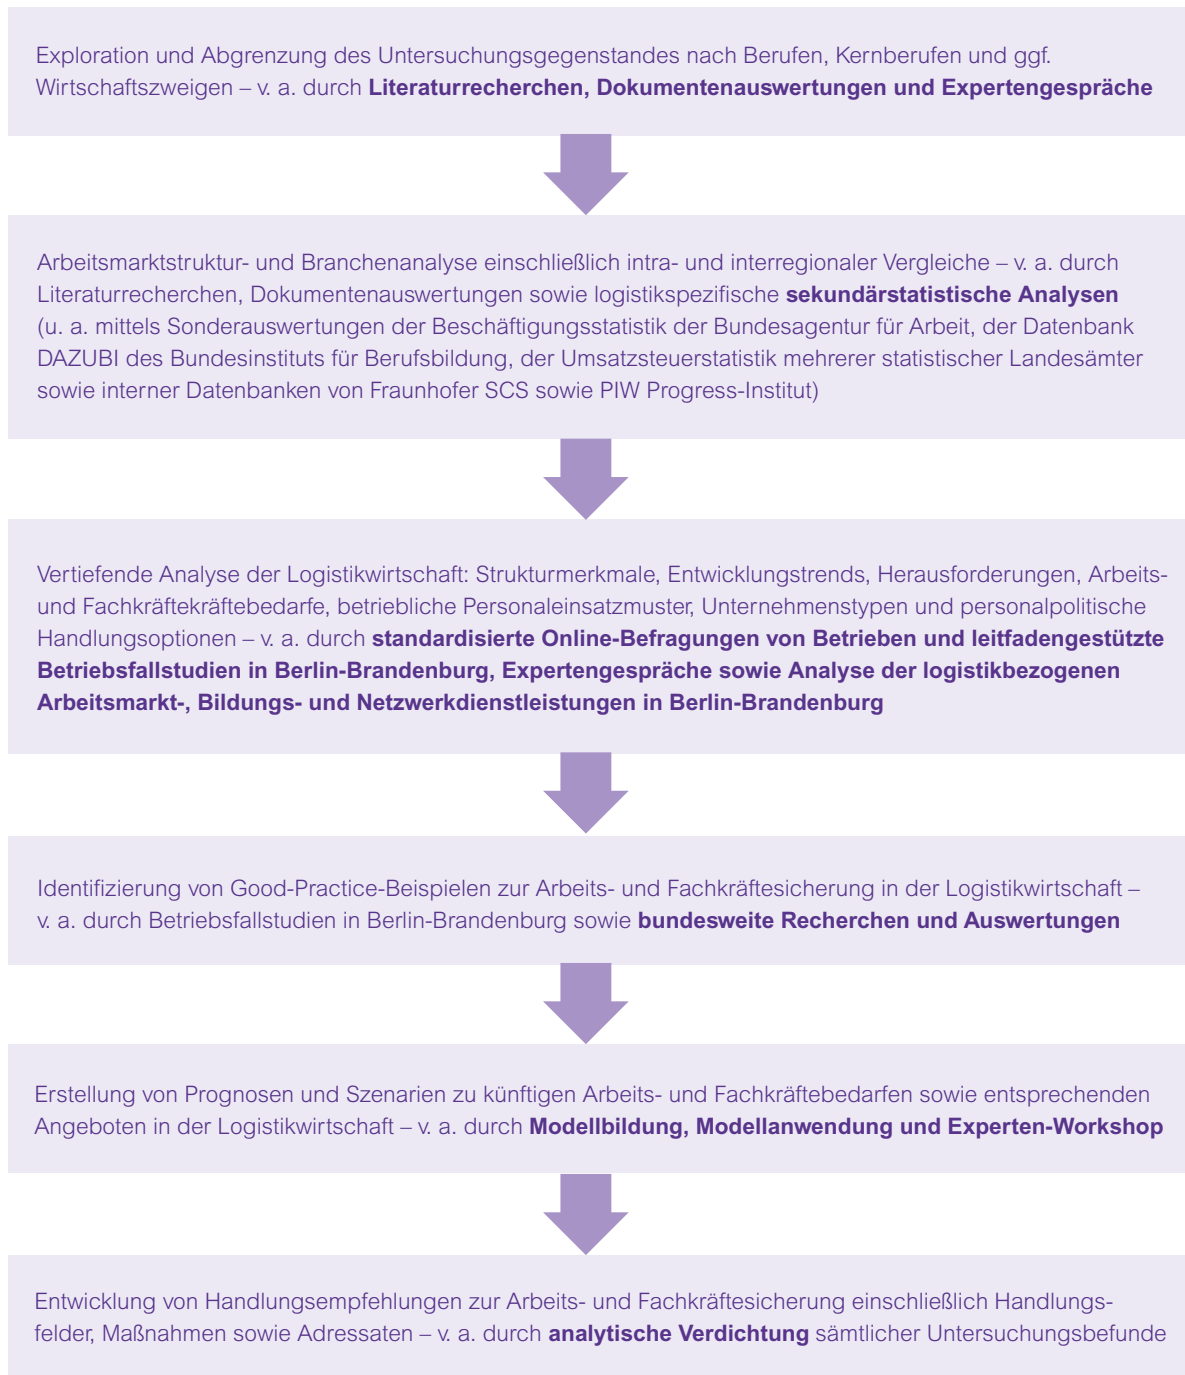 Exploration und Abgrenzung des Untersuchungsgegenstandes nach Berufen, Kernberufen und ggf.
Wirtschaftszweigen – v. a. durch Literaturrecherchen, Dokumentenauswertungen und Expertengespräche
Arbeitsmarktstruktur- und Branchenanalyse einschließlich intra- und interregionaler Vergleiche – v. a. durch
Literaturrecherchen, Dokumentenauswertungen sowie logistikspezifische sekundärstatistische Analysen
(u. a. mittels Sonderauswertungen der Beschäftigungsstatistik der Bundesagentur für Arbeit, der Datenbank
DAZUBI des Bundesinstituts für Berufsbildung, der Umsatzsteuerstatistik mehrerer statistischer Landesämter
sowie interner Datenbanken von Fraunhofer SCS sowie PIW Progress-Institut)
Vertiefende Analyse der Logistikwirtschaft: Strukturmerkmale, Entwicklungstrends, Herausforderungen, Arbeits-
und Fachkräftekräftebedarfe, betriebliche Personaleinsatzmuster, Unternehmenstypen und personalpolitische
Handlungsoptionen – v. a. durch standardisierte Online-Befragungen von Betrieben und leitfadengestützte
Betriebsfallstudien in Berlin-Brandenburg, Expertengespräche sowie Analyse der logistikbezogenen
Arbeitsmarkt-, Bildungs- und Netzwerkdienstleistungen in Berlin-Brandenburg
Identifizierung von Good-Practice-Beispielen zur Arbeits- und Fachkräftesicherung in der Logistikwirtschaft –
v. a. durch Betriebsfallstudien in Berlin-Brandenburg sowie bundesweite Recherchen und Auswertungen
Erstellung von Prognosen und Szenarien zu künftigen Arbeits- und Fachkräftebedarfen sowie entsprechenden
Angeboten in der Logistikwirtschaft – v. a. durch Modellbildung, Modellanwendung und Experten-Workshop
Entwicklung von Handlungsempfehlungen zur Arbeits- und Fachkräftesicherung einschließlich Handlungs-
felder, Maßnahmen sowie Adressaten – v. a. durch analytische Verdichtung sämtlicher Untersuchungsbefunde